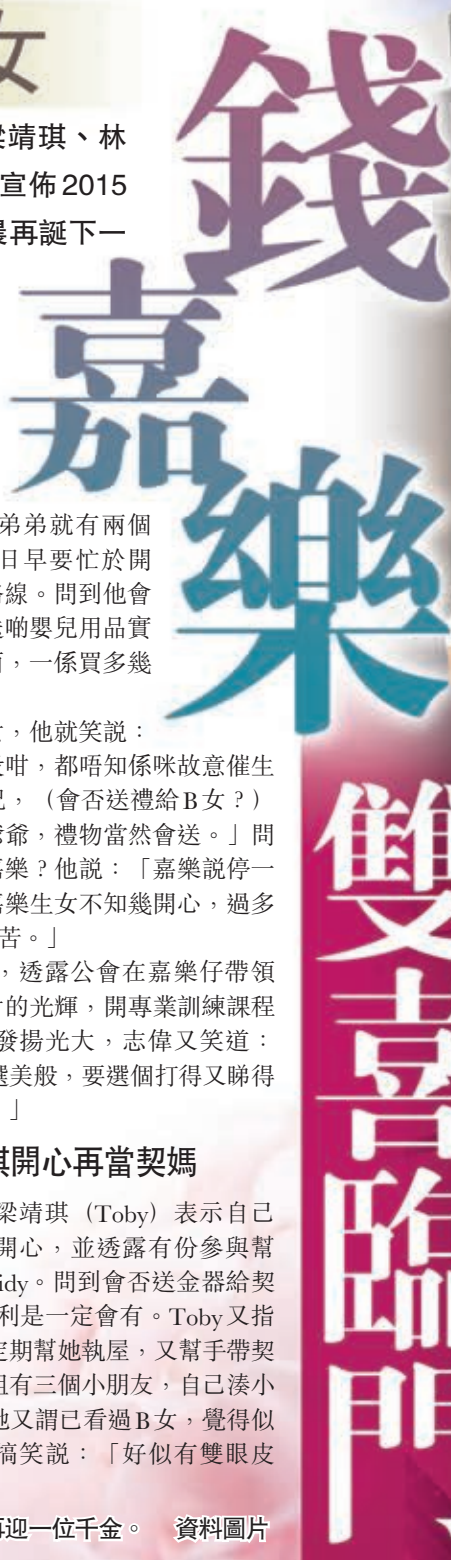 女
梁靖琪、林
宣佈2015
晨再誕下一
錢嘉樂
雙喜臨門
弟弟就有兩個
日早要忙於開
路線。問到他會
啲嬰兒用品實
,一係買多幾
,他就笑說:
咁,都唔知係咪故意催生
,(會否送禮給B女?)
爺,禮物當然會送。」問
嘉樂?他說:「嘉樂說停一
嘉樂生女不知幾開心,過多
苦。」
,透露公會在嘉樂仔帶領
的光輝,開專業訓練課程
發揚光大,志偉又笑道:
選美般,要選個打得又睇得
」
琪開心再當契媽
梁靖琪(Toby)表示自己
開心,並透露有份參與幫
idy。問到會否送金器給契
利是一定會有。Toby又指
定期幫她執屋,又幫手帶契
姐有三個小朋友,自己湊小
她又謂已看過B女,覺得似
搞笑說:「好似有雙眼皮
再迎一位千金。 資料圖片